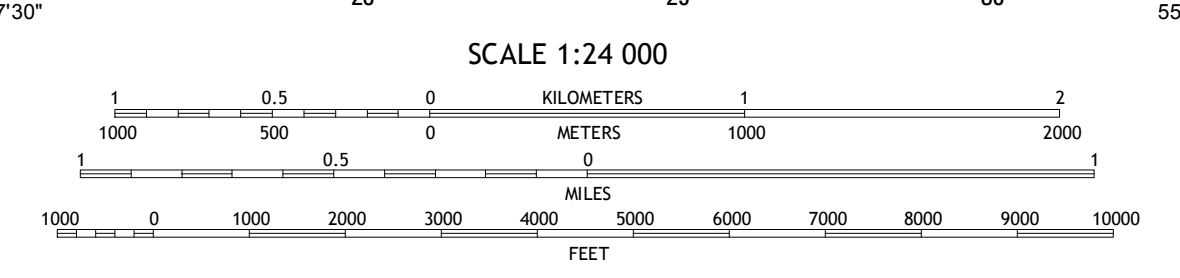 7'30" 55
SCALE 1:24 000
1 0.5 0 KILOMETERS 1 2
1000 500 0 METERS 1000 2000
1 0.5 0 1
MILES
1000 0 1000 2000 3000 4000 5000 6000 7000 8000 9000 10000
FEET